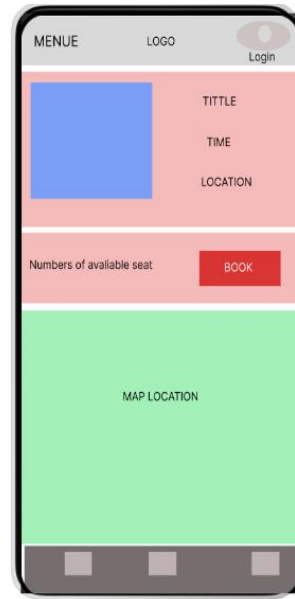 MENUE LOGO
Login
TITTLE
TIME
LOCATION
Numbers of avaliable seat BOOK
MAP LOCATION